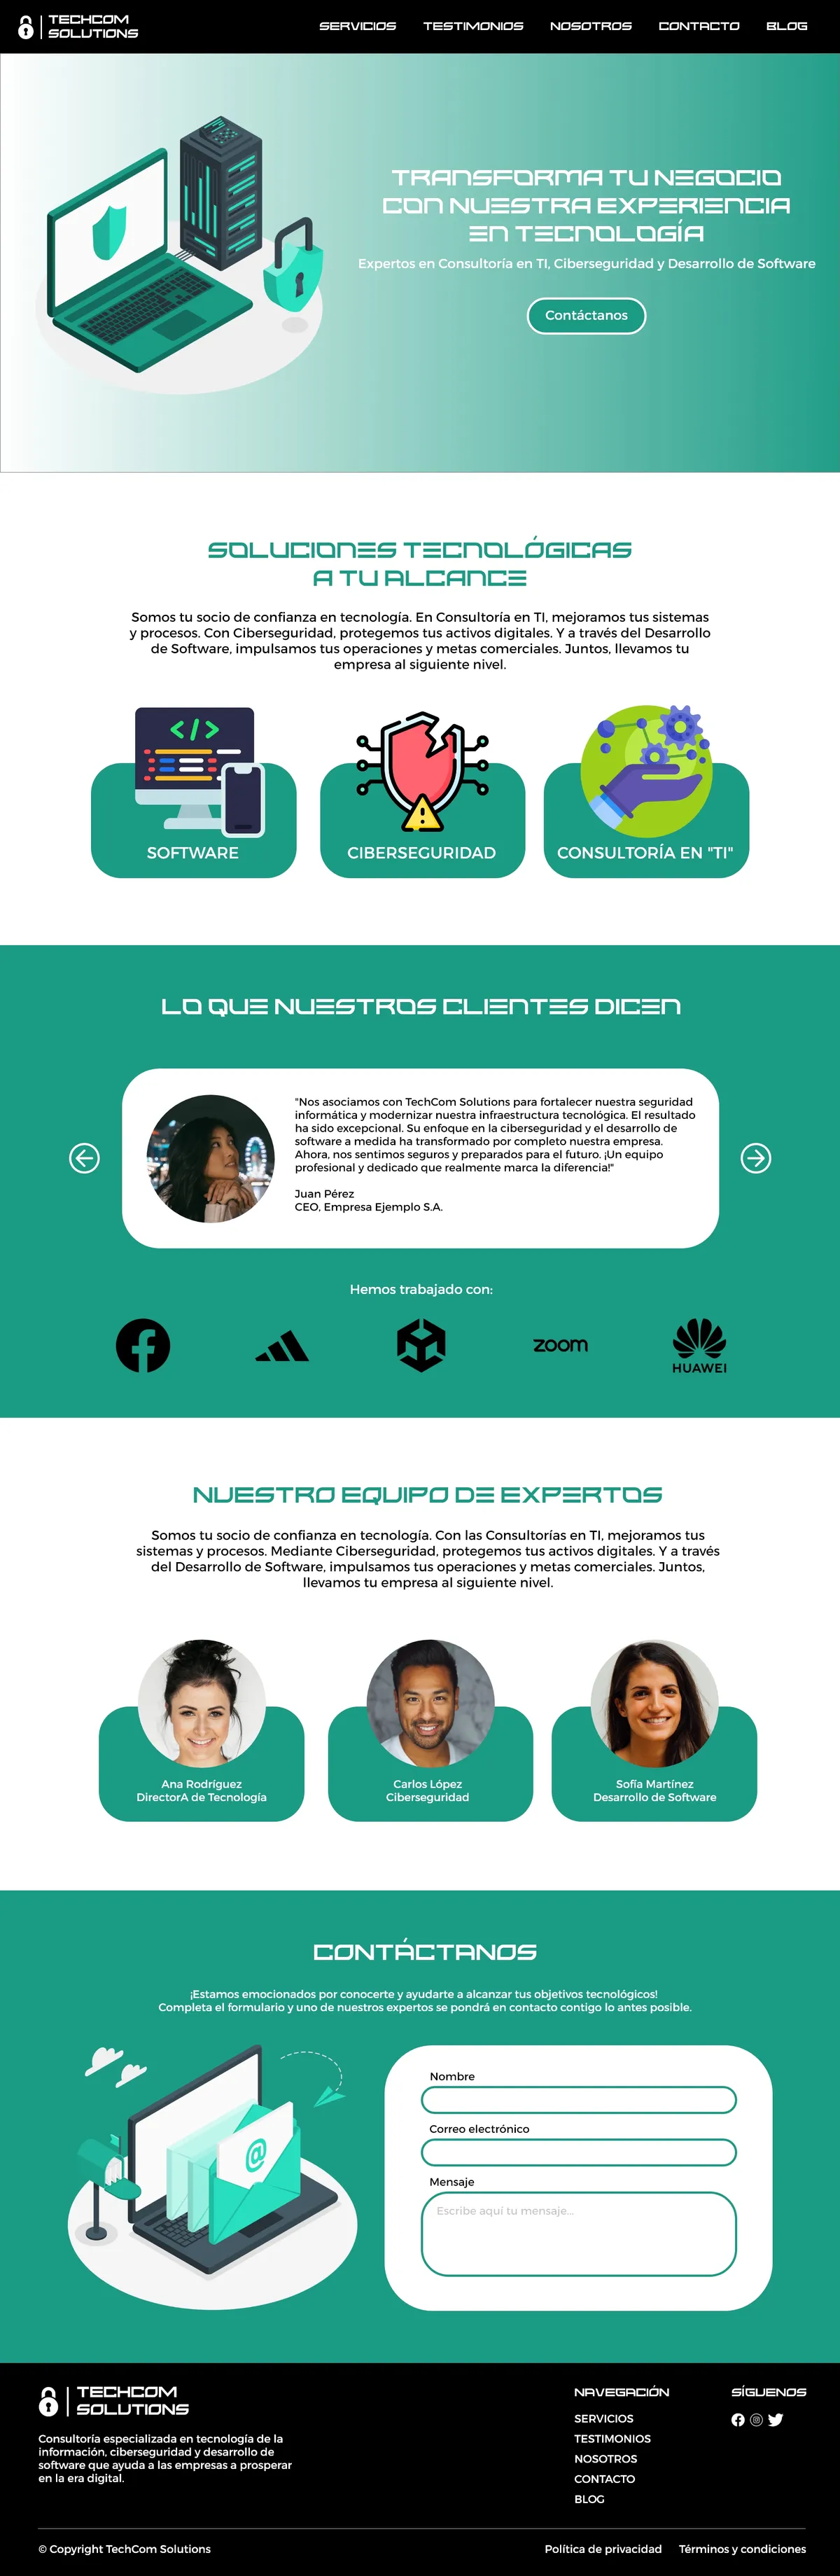 TECHCOM
SOLUTIONS
SERVICIOS
TESTIMONIOS
NOSOTROS
CONTACTO
BLOG
TRANSFORMA TU NEGOCIO
CON NUESTRA EXPERIENCIA
EN TECNOLOGÍA
Expertos en Consultoría en TI, Ciberseguridad y Desarrollo de Software
Contáctanos
SOLUCIONES TECNOLÓGICAS
A TU ALCANCE
Somos tu socio de confianza en tecnología. En Consultoría en TI, mejoramos tus sistemas
y procesos. Con Ciberseguridad, protegemos tus activos digitales. Y a través del Desarrollo
de Software, impulsamos tus operaciones y metas comerciales. Juntos, llevamos tu
empresa al siguiente nivel.
</>
SOFTWARE
CIBERSEGURIDAD
CONSULTORÍA EN "TI"
LO QUE NUESTROS CLIENTES DICEN
"Nos asociamos con TechCom Solutions para fortalecer nuestra seguridad
informática y modernizar nuestra infraestructura tecnológica. El resultado
ha sido excepcional. Su enfoque en la ciberseguridad y el desarrollo de
software a medida ha transformado por completo nuestra empresa.
Ahora, nos sentimos seguros y preparados para el futuro. ¡Un equipo
profesional y dedicado que realmente marca la diferencia!"
Juan Pérez
CEO, Empresa Ejemplo S.A.
Hemos trabajado con:
zoom
HUAWEI
NUESTRO EQUIPO DE EXPERTOS
Somos tu socio de confianza en tecnología. Con las Consultorías en TI, mejoramos tus
sistemas y procesos. Mediante Ciberseguridad, protegemos tus activos digitales. Y a través
del Desarrollo de Software, impulsamos tus operaciones y metas comerciales. Juntos,
llevamos tu empresa al siguiente nivel.
Ana Rodríguez
DirectorA de Tecnología
Carlos López
Ciberseguridad
Sofía Martínez
Desarrollo de Software
CONTÁCTANOS
¡Estamos emocionados por conocerte y ayudarte a alcanzar tus objetivos tecnológicos!
Completa el formulario y uno de nuestros expertos se pondrá en contacto contigo lo antes posible.
@
Nombre
Correo electrónico
Mensaje
Escribe aquí tu mensaje...
TECHCOM
SOLUTIONS
Consultoría especializada en tecnología de la
información, ciberseguridad y desarrollo de
software que ayuda a las empresas a prosperar
en la era digital.
NAVEGACIÓN
SERVICIOS
TESTIMONIOS
NOSOTROS
CONTACTO
BLOG
SÍGUENOS
© Copyright TechCom Solutions
Política de privacidad
Términos y condiciones